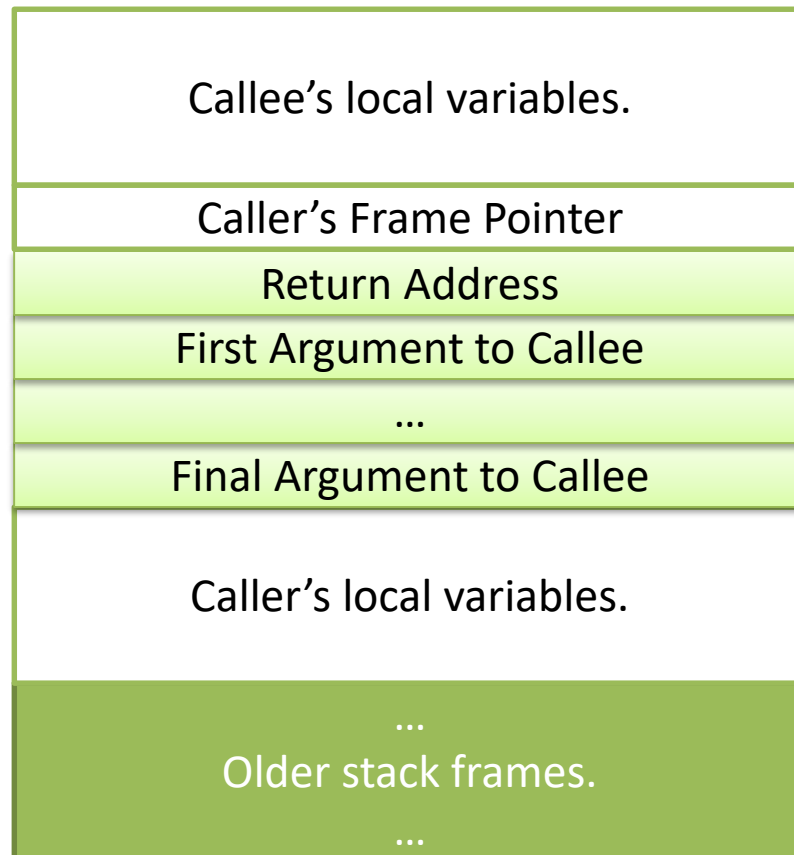 Callee’s local variables.
Caller’s Frame Pointer
Return Address
First Argument to Callee
…
Final Argument to Callee
Caller’s local variables.
…
Older stack frames.
…